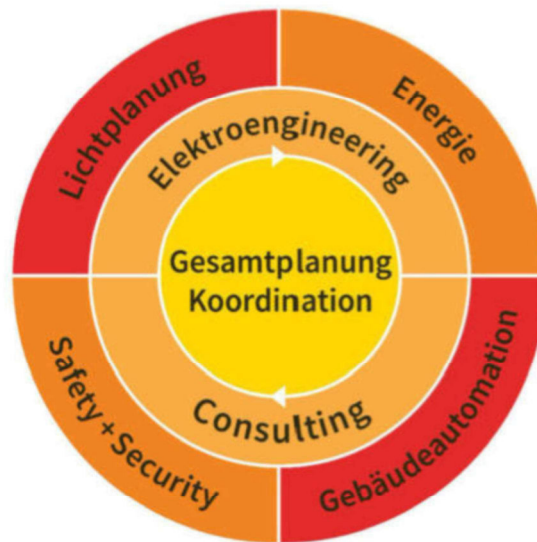 Lichtplanung
Energie
Elektroengineering
Gesamtplanung
Koordination
Consulting
Safety + Security
Gebäudeautomation